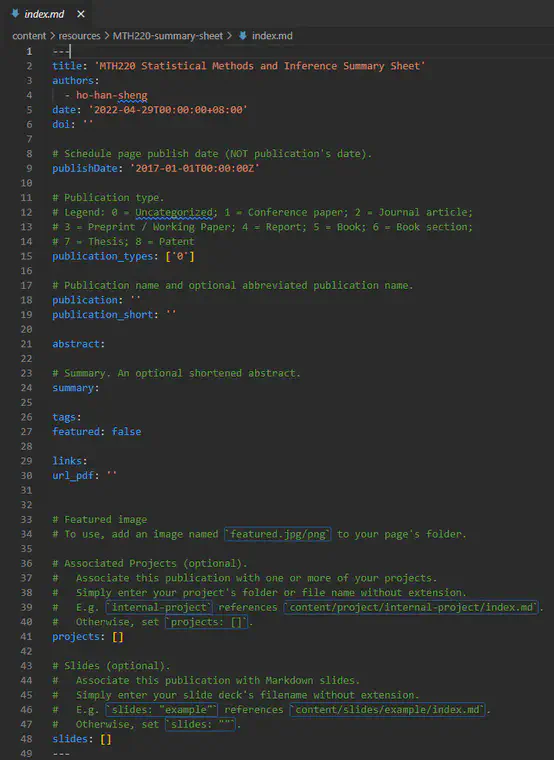 index.md ×
content > resources > MTH220-summary-sheet > index.md
1 ---
2 title: 'MTH220 Statistical Methods and Inference Summary Sheet'
3 authors:
4   - ho-han-sheng
5 date: '2022-04-29T00:00:00+08:00'
6 doi: ''
7
8 # Schedule page publish date (NOT publication's date).
9 publishDate: '2017-01-01T00:00:00Z'
10
11 # Publication type.
12 # Legend: 0 = Uncategorized; 1 = Conference paper; 2 = Journal article;
13 # 3 = Preprint / Working Paper; 4 = Report; 5 = Book; 6 = Book section;
14 # 7 = Thesis; 8 = Patent
15 publication_types: ['0']
16
17 # Publication name and optional abbreviated publication name.
18 publication: ''
19 publication_short: ''
20
21 abstract:
22
23 # Summary. An optional shortened abstract.
24 summary:
25
26 tags:
27 featured: false
28
29 links:
30 url_pdf: ''
31
32
33 # Featured image
34 # To use, add an image named `featured.jpg/png` to your page's folder.
35
36 # Associated Projects (optional).
37 #   Associate this publication with one or more of your projects.
38 #   Simply enter your project's folder or file name without extension.
39 #   E.g. `internal-project` references `content/project/internal-project/index.md`.
40 #   Otherwise, set `projects: []`.
41 projects: []
42
43 # Slides (optional).
44 #   Associate this publication with Markdown slides.
45 #   Simply enter your slide deck's filename without extension.
46 #   E.g. `slides: "example"` references `content/slides/example/index.md`.
47 #   Otherwise, set `slides: ""`.
48 slides: []
49 ---